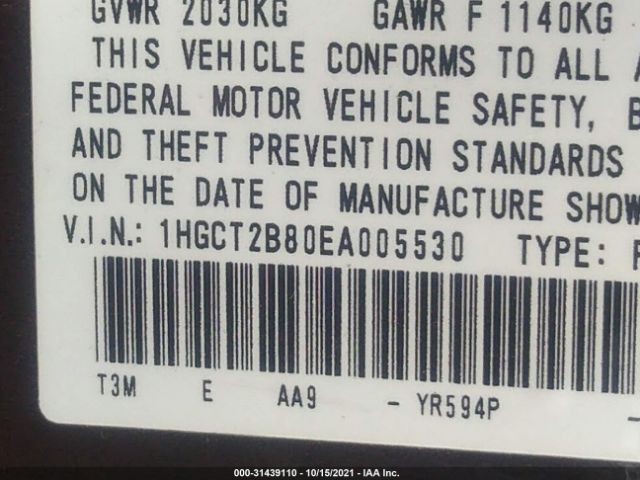 GVWR 2030KG GAWR F 1140KG
THIS VEHICLE CONFORMS TO ALL
FEDERAL MOTOR VEHICLE SAFETY, B
AND THEFT PREVENTION STANDARDS
ON THE DATE OF MANUFACTURE SHOW
V.I.N.: 1HGCT2B80EA005530 TYPE:
T3M E AA9 - YR594P -
000-31439110 - 10/15/2021 - IAA Inc.